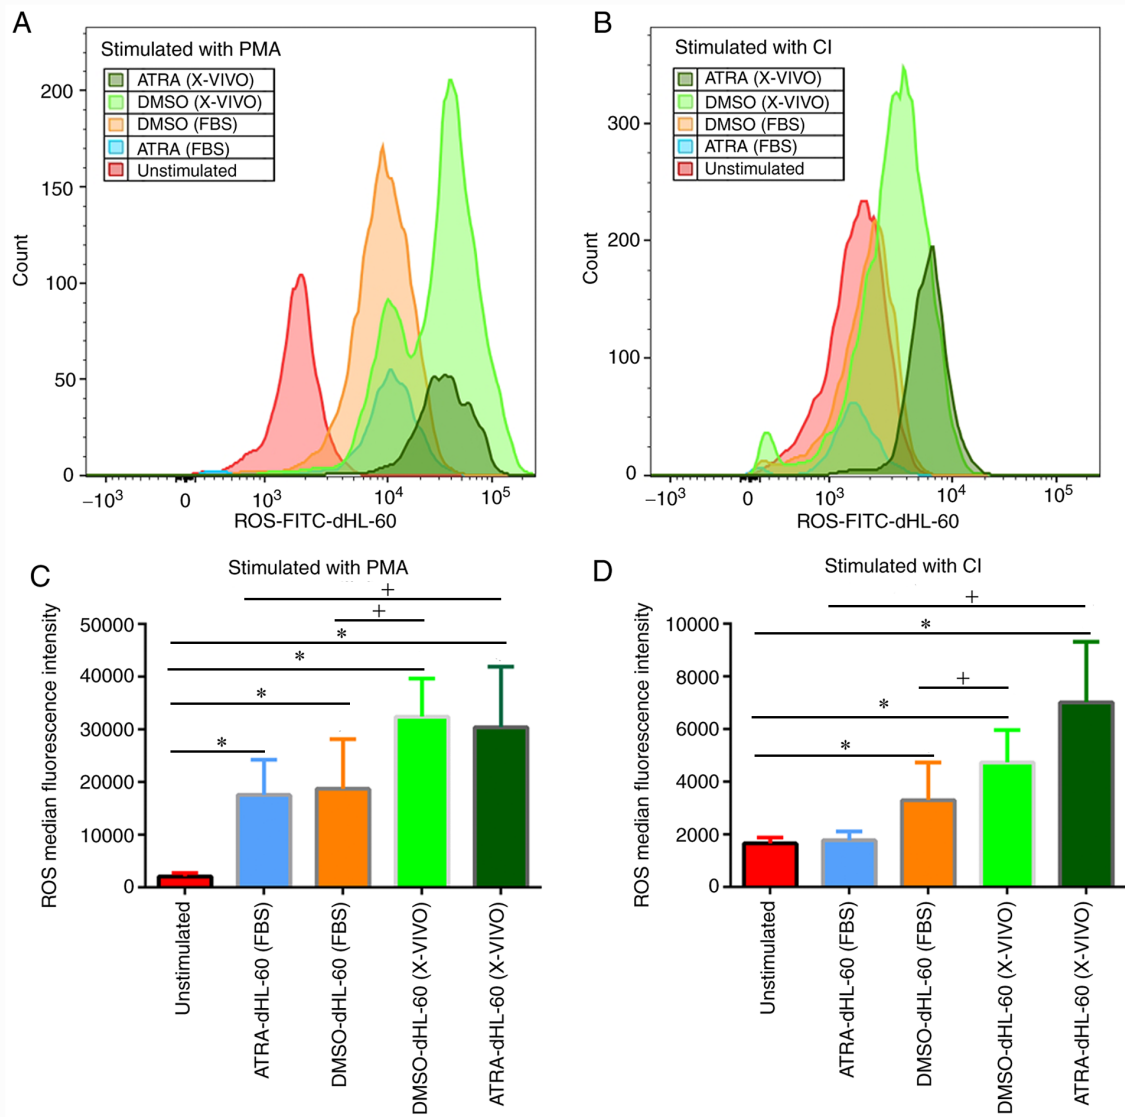 A
Stimulated with PMA
ATRA (X-VIVO)
DMSO (X-VIVO)
DMSO (FBS)
ATRA (FBS)
Unstimulated
Count
200
150
100
50
0
−10³
0
10³
10⁴
10⁵
ROS-FITC-dHL-60
B
Stimulated with CI
ATRA (X-VIVO)
DMSO (X-VIVO)
DMSO (FBS)
ATRA (FBS)
Unstimulated
Count
300
200
100
0
−10³
0
10³
10⁴
10⁵
ROS-FITC-dHL-60
C
Stimulated with PMA
ROS median fluorescence intensity
50000
40000
30000
20000
10000
0
+
+
*
*
*
*
Unstimulated
ATRA-dHL-60 (FBS)
DMSO-dHL-60 (FBS)
DMSO-dHL-60 (X-VIVO)
ATRA-dHL-60 (X-VIVO)
D
Stimulated with CI
ROS median fluorescence intensity
10000
8000
6000
4000
2000
0
+
*
+
*
*
Unstimulated
ATRA-dHL-60 (FBS)
DMSO-dHL-60 (FBS)
DMSO-dHL-60 (X-VIVO)
ATRA-dHL-60 (X-VIVO)